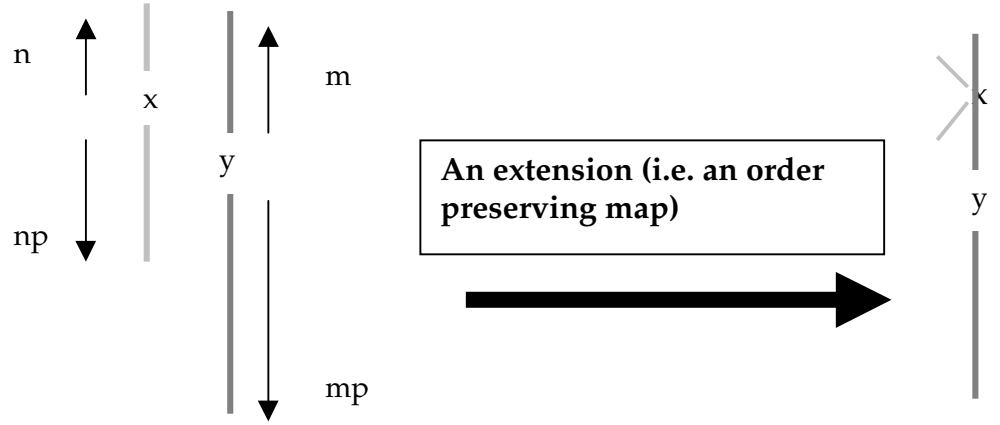 n
x
m
y
np
mp
An extension (i.e. an order
preserving map)
x
y